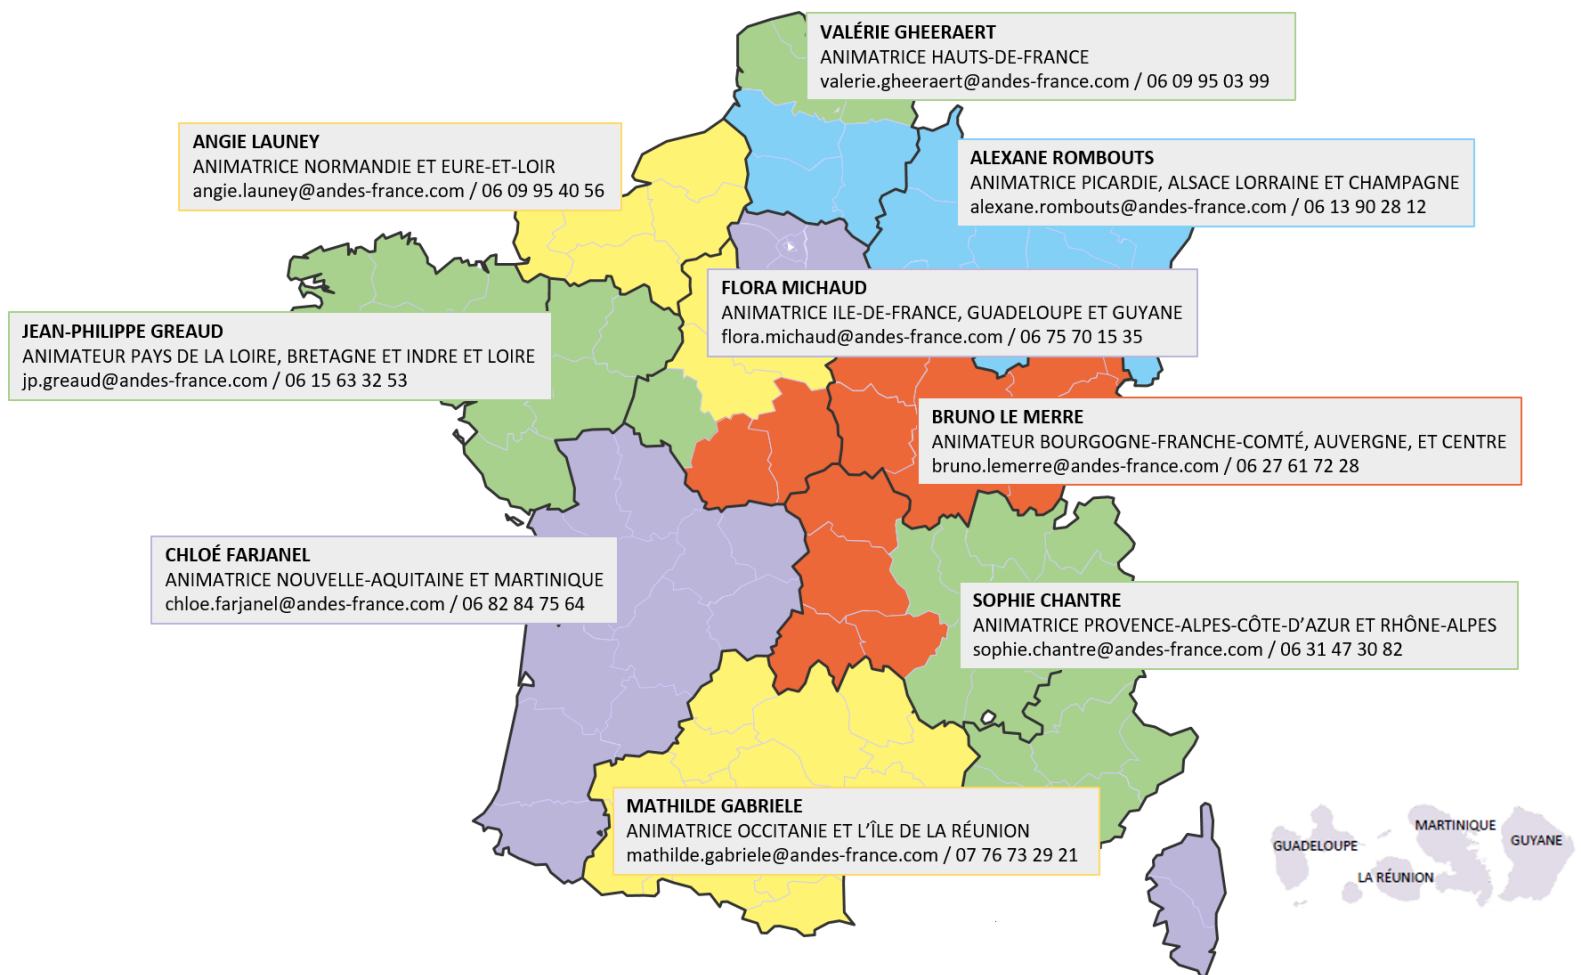 VALÉRIE GHEERAERT
ANIMATRICE HAUTS-DE-FRANCE
valerie.gheeraert@andes-france.com / 06 09 95 03 99
ANGIE LAUNEY
ANIMATRICE NORMANDIE ET EURE-ET-LOIR
angie.launey@andes-france.com / 06 09 95 40 56
ALEXANE ROMBOUTS
ANIMATRICE PICARDIE, ALSACE LORRAINE ET CHAMPAGNE
alexane.rombouts@andes-france.com / 06 13 90 28 12
FLORA MICHAUD
ANIMATRICE ILE-DE-FRANCE, GUADELOUPE ET GUYANE
flora.michaud@andes-france.com / 06 75 70 15 35
JEAN-PHILIPPE GREAUD
ANIMATEUR PAYS DE LA LOIRE, BRETAGNE ET INDRE ET LOIRE
jp.greaud@andes-france.com / 06 15 63 32 53
BRUNO LE MERRE
ANIMATEUR BOURGOGNE-FRANCHE-COMTÉ, AUVERGNE, ET CENTRE
bruno.lemerre@andes-france.com / 06 27 61 72 28
CHLOÉ FARJANEL
ANIMATRICE NOUVELLE-AQUITAINE ET MARTINIQUE
chloe.farjanel@andes-france.com / 06 82 84 75 64
SOPHIE CHANTRE
ANIMATRICE PROVENCE-ALPES-CÔTE-D’AZUR ET RHÔNE-ALPES
sophie.chantre@andes-france.com / 06 31 47 30 82
MATHILDE GABRIELE
ANIMATRICE OCCITANIE ET L’ÎLE DE LA RÉUNION
mathilde.gabriele@andes-france.com / 07 76 73 29 21
GUADELOUPE
MARTINIQUE
GUYANE
LA RÉUNION